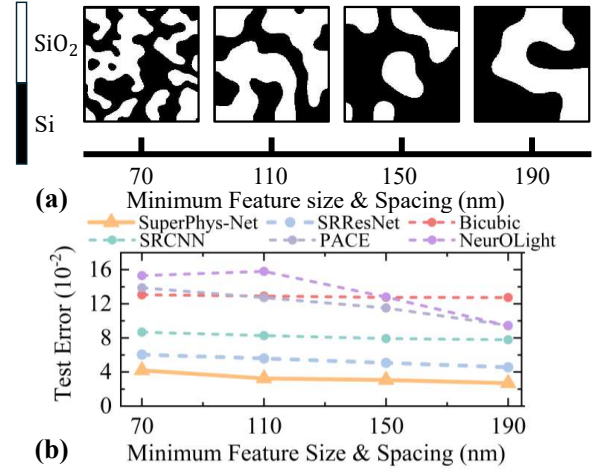 SiO2
Si
70 110 150 190
(a) Minimum Feature size & Spacing (nm)
SuperPhys-Net SRResNet Bicubic
SRCNN PACE NeurOLight
Test Error (10-2)
16
12
8
4
0
70 110 150 190
(b) Minimum Feature Size & Spacing (nm)